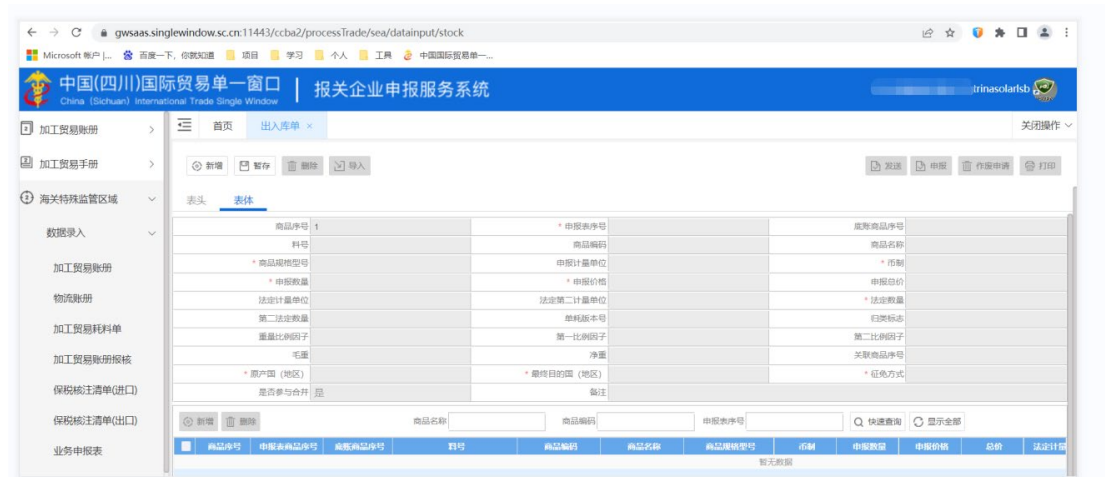 gwsaas.singlewindow.sc.cn:11443/ccba2/processTrade/sea/datainput/stock
Microsoft 帐户 |... 百度一下，你就知道 项目 学习 个人 工具 中国国际贸易单一...
中国(四川)国际贸易单一窗口 报关企业申报服务系统
China (Sichuan) International Trade Single Window
trinasolarlsb
加工贸易账册 首页 出入库单 × 关闭操作
加工贸易手册 新增 暂存 删除 导入 发送 申报 作废申请 打印
海关特殊监管区域 表头 表体
数据录入
加工贸易账册
物流账册
加工贸易耗料单
加工贸易账册报核
保税核注清单(进口)
保税核注清单(出口)
业务申报表
商品序号 1 * 申报表序号 底账商品序号
料号 商品编码 商品名称
* 商品规格型号 申报计量单位 * 币制
* 申报数量 * 申报价格 申报总价
法定计量单位 法定第二计量单位 * 法定数量
第二法定数量 单耗版本号 归类标志
重量比例因子 第一比例因子 第二比例因子
毛重 净重 关联商品序号
* 原产国（地区） * 最终目的国（地区） * 征免方式
是否参与合并 是 备注
新增 删除 商品名称 商品编码 申报表序号 快速查询 显示全部
商品序号 申报表商品序号 底账商品序号 料号 商品编码 商品名称 商品规格型号 币制 申报数量 申报价格 总价 法定计量
暂无数据